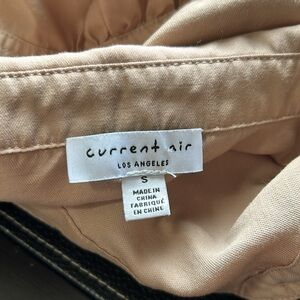 current air
LOS ANGELES
S
MADE IN
CHINA
FABRIQUÉ
EN CHINE